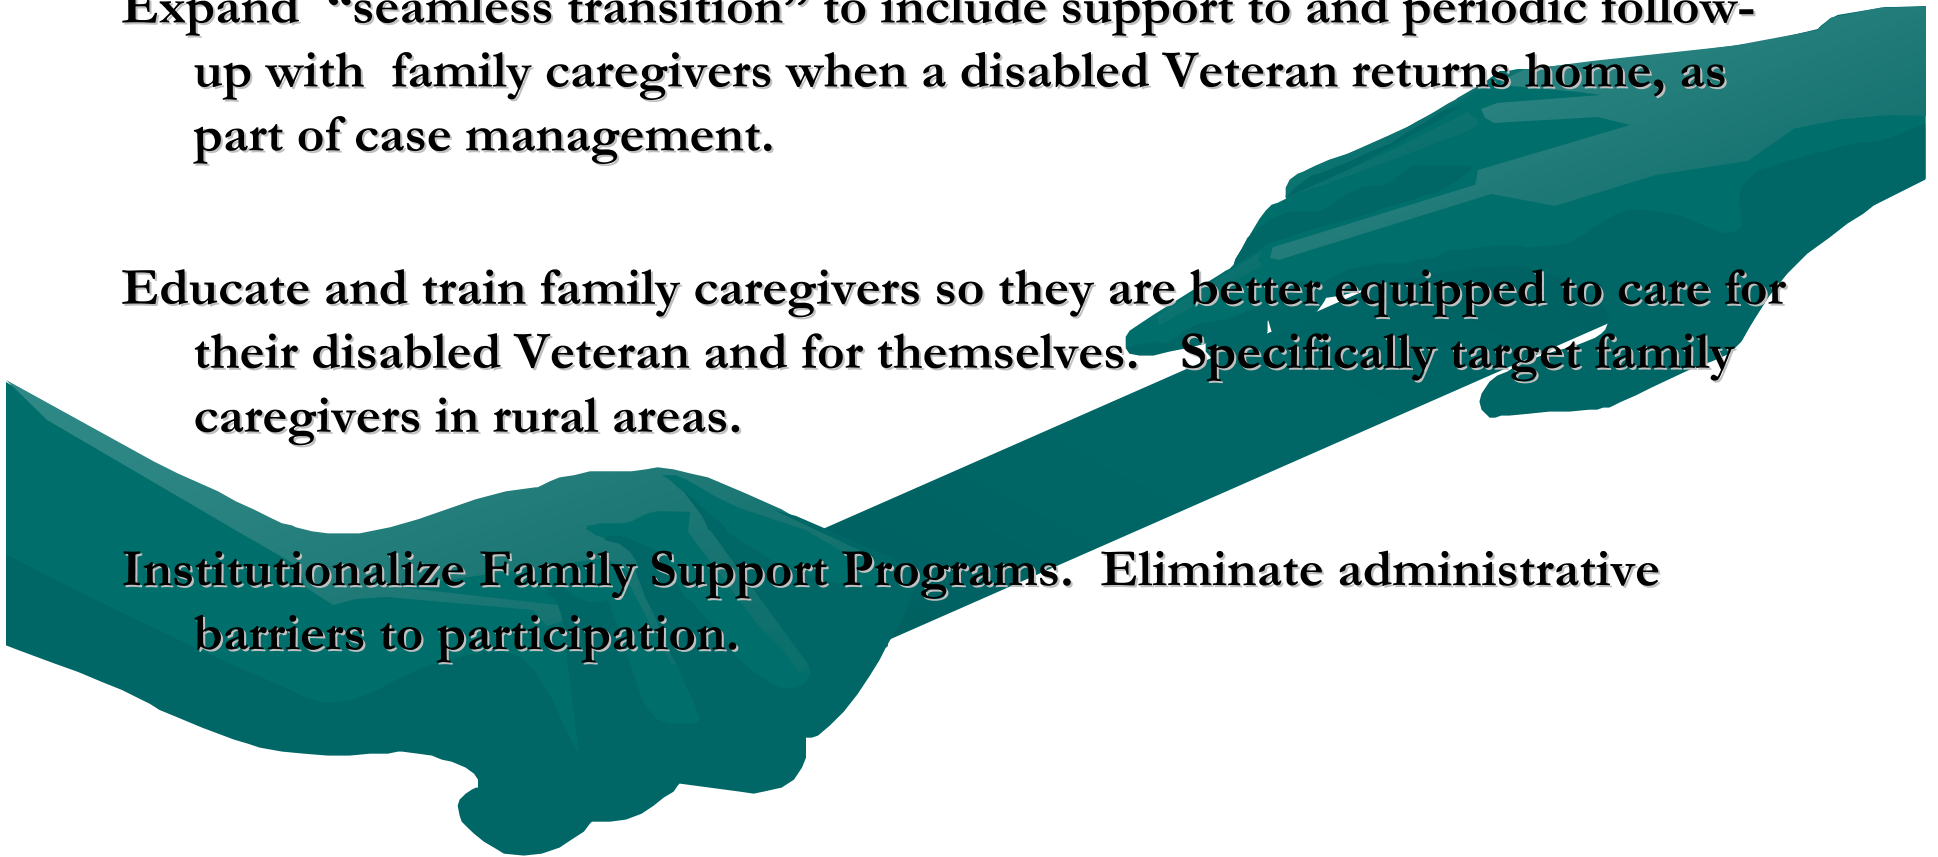 Expand “seamless transition” to include support to and periodic follow-
up with family caregivers when a disabled Veteran returns home, as
part of case management.
Educate and train family caregivers so they are better equipped to care for
their disabled Veteran and for themselves. Specifically target family
caregivers in rural areas.
Institutionalize Family Support Programs. Eliminate administrative
barriers to participation.